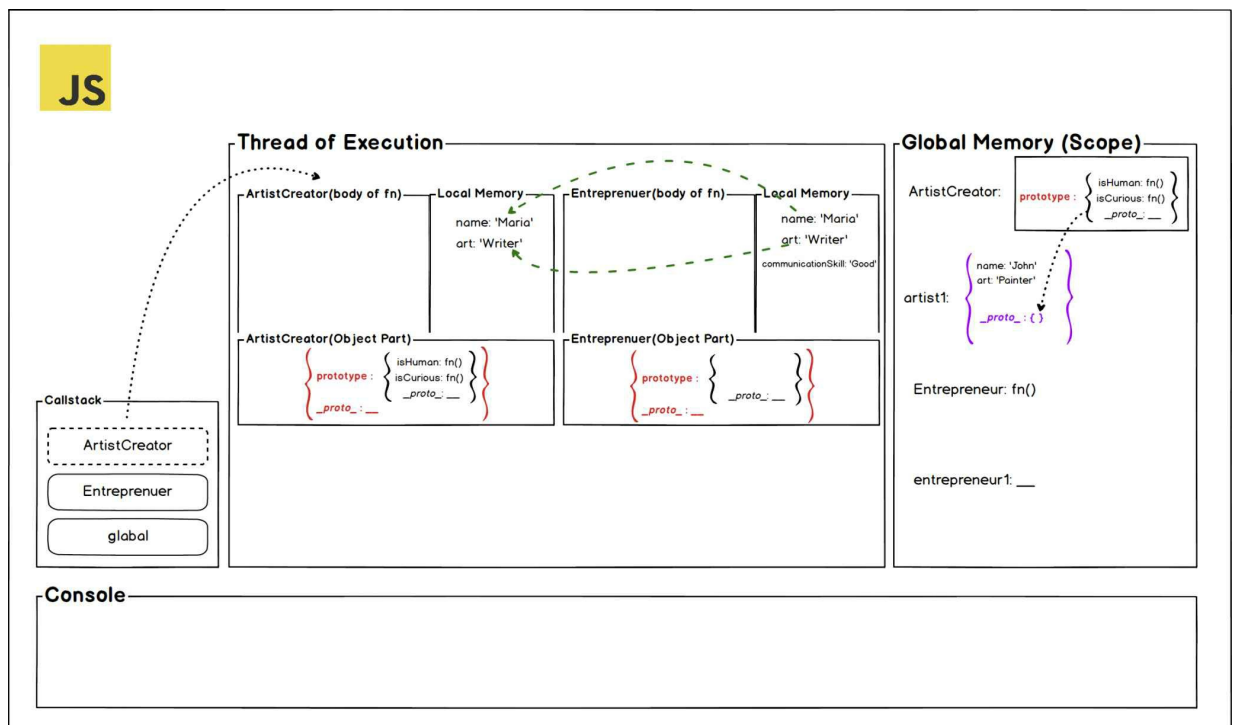 JS
Thread of Execution
ArtistCreator(body of fn)
Local Memory
name: 'Maria'
art: 'Writer'
Entreprenuer(body of fn)
Local Memory
name: 'Maria'
art: 'Writer'
communicationSkill: 'Good'
ArtistCreator(Object Part)
prototype :
isHuman: fn()
isCurious: fn()
_proto_: __
_proto_ : __
Entreprenuer(Object Part)
prototype :
_proto_: __
_proto_ : __
Global Memory (Scope)
ArtistCreator:
prototype :
isHuman: fn()
isCurious: fn()
_proto_: __
artist1:
name: 'John'
art: 'Painter'
_proto_ : { }
Entrepreneur: fn()
entrepreneur1: __
Callstack
ArtistCreator
Entreprenuer
glabal
Console